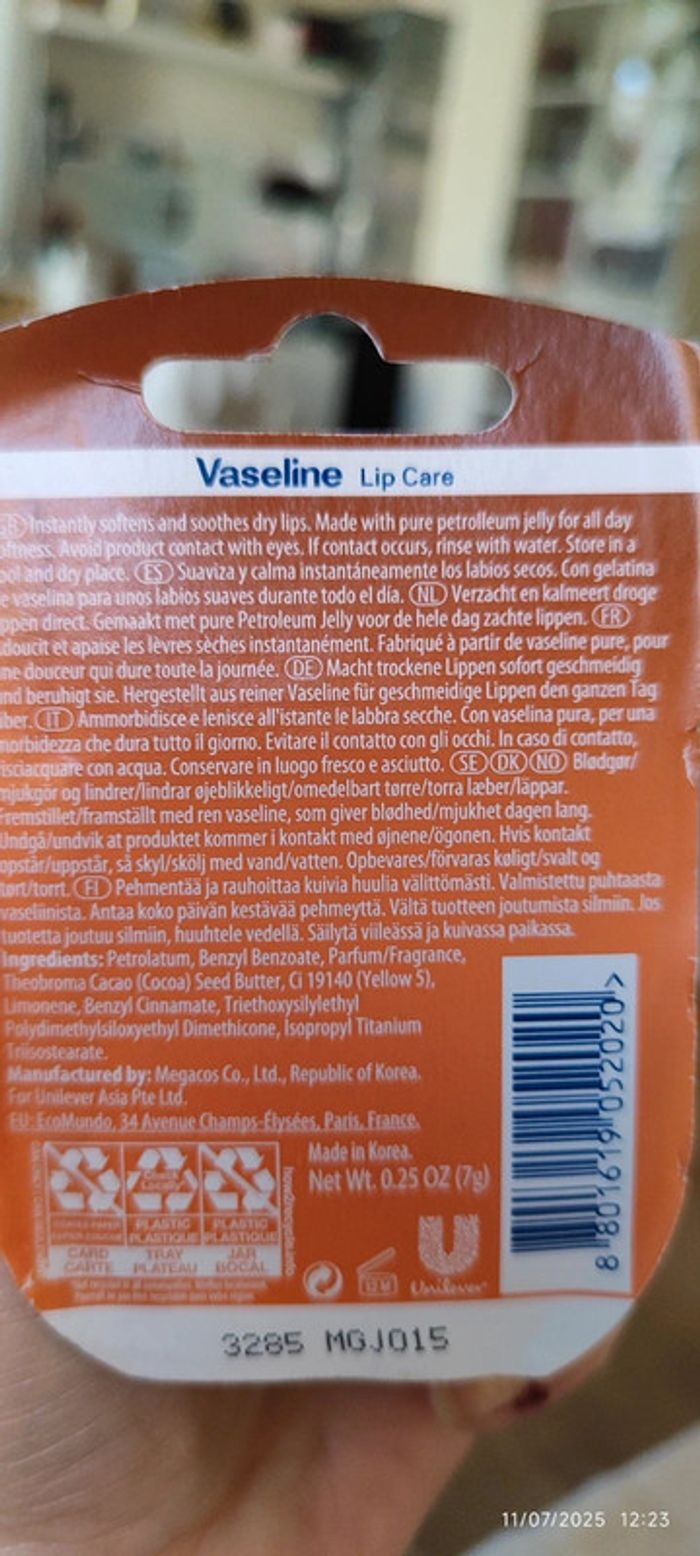 Vaseline Lip Care
Instantly softens and soothes dry lips. Made with pure petrolleum jelly for all day
oftness. Avoid product contact with eyes. If contact occurs, rinse with water. Store in a
ool and dry place. ES Suaviza y calma instantáneamente los labios secos. Con gelatina
e vaselina para unos labios suaves durante todo el día. NL Verzacht en kalmeert droge
ppen direct. Gemaakt met pure Petroleum Jelly voor de hele dag zachte lippen. FR
doucit et apaise les lèvres sèches instantanément. Fabriqué à partir de vaseline pure, pour
ne douceur qui dure toute la journée. DE Macht trockene Lippen sofort geschmeidig
nd beruhigt sie. Hergestellt aus reiner Vaseline für geschmeidige Lippen den ganzen Tag
über. IT Ammorbidisce e lenisce all'istante le labbra secche. Con vaselina pura, per una
morbidezza che dura tutto il giorno. Evitare il contatto con gli occhi. In caso di contatto,
risciacquare con acqua. Conservare in luogo fresco e asciutto. SE DK NO Blødgør/
mjukgör og lindrer/lindrar øjeblikkeligt/omedelbart tørre/torra læber/läppar.
Fremstillet/framställt med ren vaseline, som giver blødhed/mjukhet dagen lang.
Undgå/undvik at produktet kommer i kontakt med øjnene/ögonen. Hvis kontakt
opstår/uppstår, så skyl/skölj med vand/vatten. Opbevares/förvaras køligt/svalt og
tørt/torrt. FI Pehmentää ja rauhoittaa kuivia huulia välittömästi. Valmistettu puhtaasta
vaseliinista. Antaa koko päivän kestävää pehmeyttä. Vältä tuotteen joutumista silmiin. Jos
tuotetta joutuu silmiin, huuhtele vedellä. Säilytä viileässä ja kuivassa paikassa.
Ingredients: Petrolatum, Benzyl Benzoate, Parfum/Fragrance,
Theobroma Cacao (Cocoa) Seed Butter, Ci 19140 (Yellow 5),
Limonene, Benzyl Cinnamate, Triethoxysilylethyl
Polydimethylsiloxyethyl Dimethicone, Isopropyl Titanium
Triisostearate.
Manufactured by: Megacos Co., Ltd., Republic of Korea.
For Unilever Asia Pte Ltd.
EU: EcoMundo, 34 Avenue Champs-Élysées, Paris, France.
Made in Korea.
Net Wt. 0.25 OZ (7g)
PLASTIC PLASTIC
PLASTIQUE PLASTIQUE
CARD TRAY JAR
CARTE PLATEAU BOCAL
how2recycle.info
12 M
Unilever
8 801619 052020 >
3285 MGJ015
11/07/2025 12:23